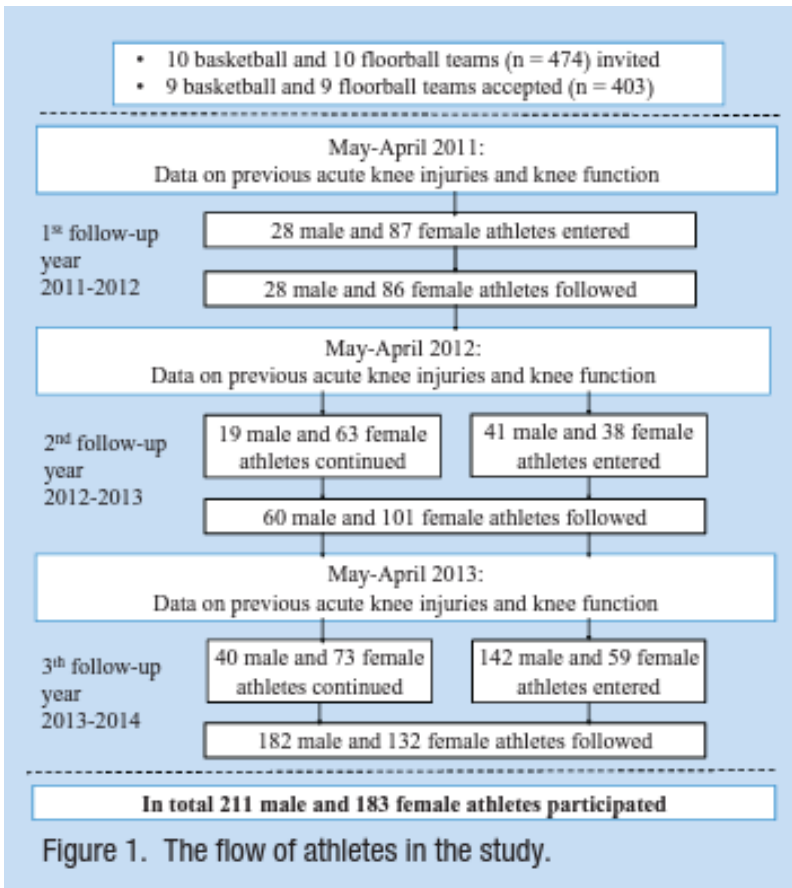 • 10 basketball and 10 floorball teams (n = 474) invited
• 9 basketball and 9 floorball teams accepted (n = 403)
May-April 2011:
Data on previous acute knee injuries and knee function
1st follow-up
year
2011-2012
28 male and 87 female athletes entered
28 male and 86 female athletes followed
May-April 2012:
Data on previous acute knee injuries and knee function
2nd follow-up
year
2012-2013
19 male and 63 female
athletes continued
41 male and 38 female
athletes entered
60 male and 101 female athletes followed
May-April 2013:
Data on previous acute knee injuries and knee function
3th follow-up
year
2013-2014
40 male and 73 female
athletes continued
142 male and 59 female
athletes entered
182 male and 132 female athletes followed
In total 211 male and 183 female athletes participated
Figure 1. The flow of athletes in the study.